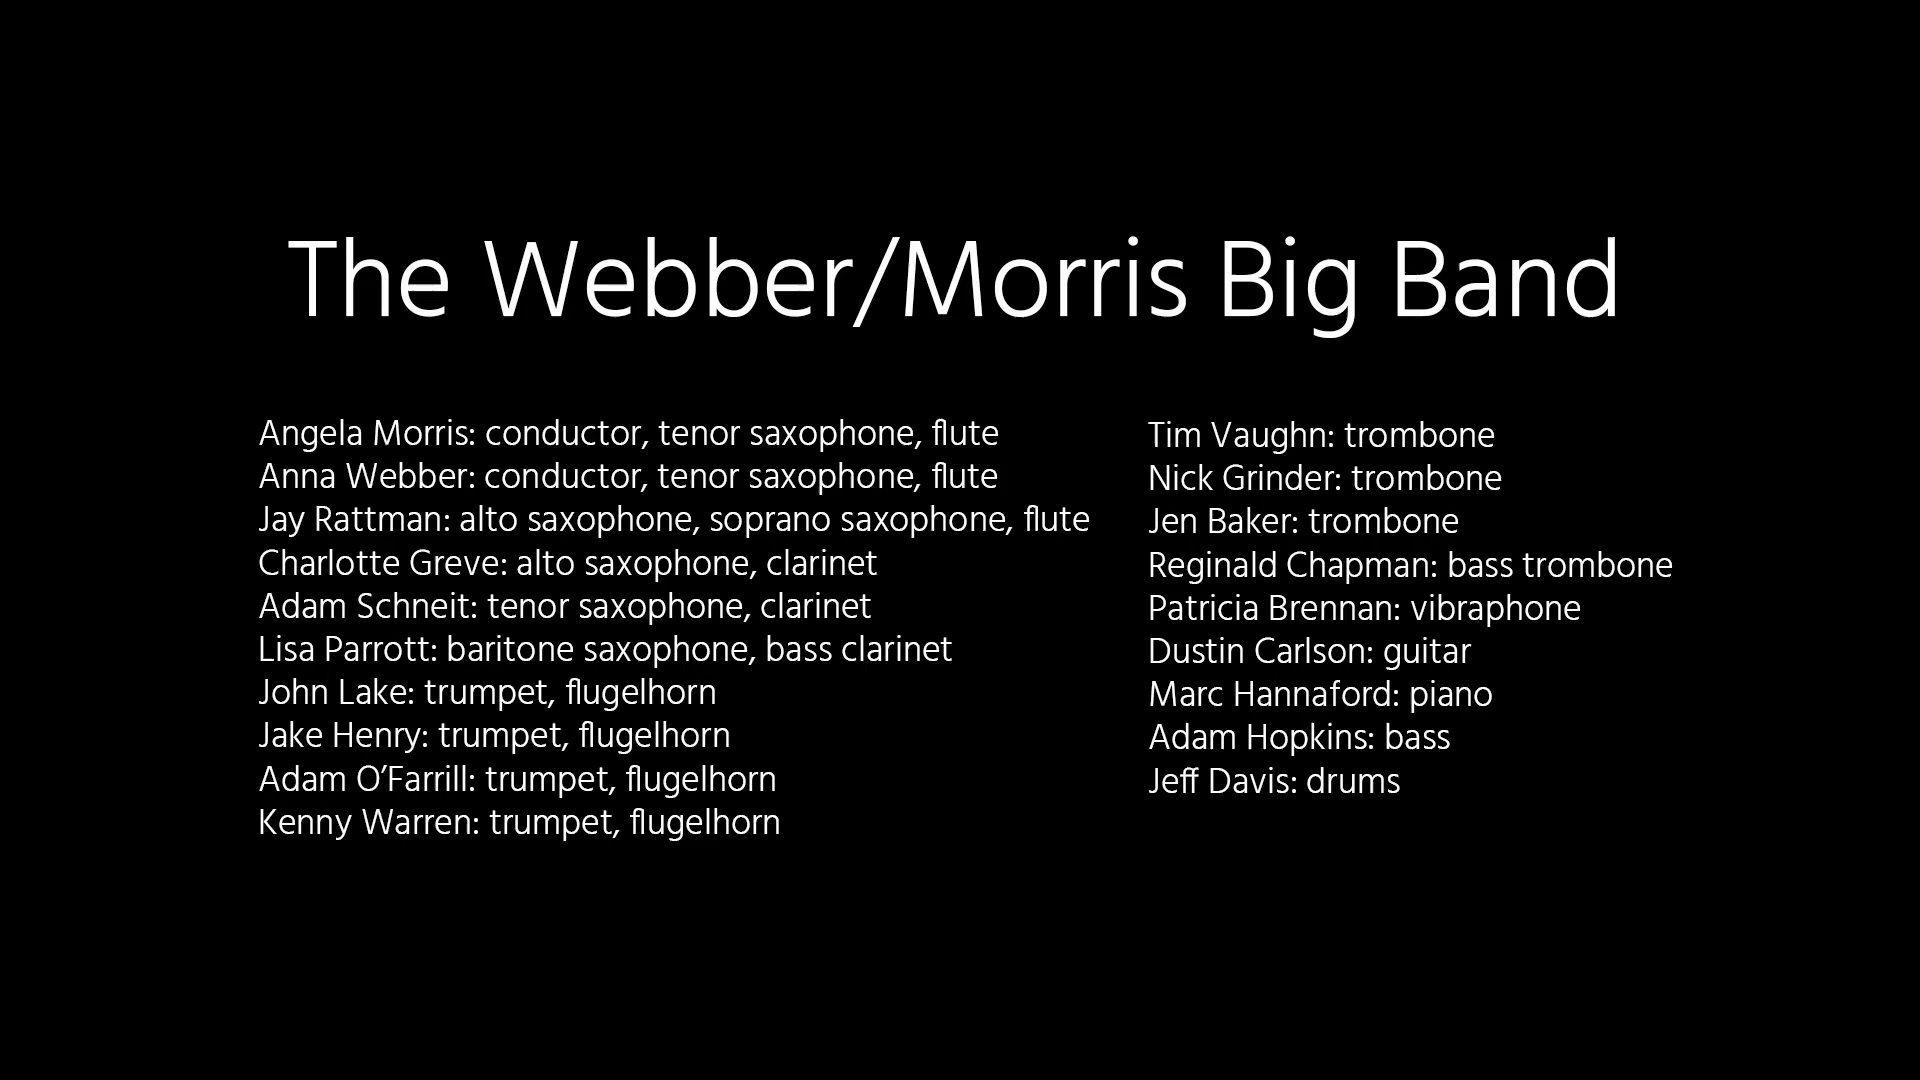 The Webber/Morris Big Band
Angela Morris: conductor, tenor saxophone, flute
Anna Webber: conductor, tenor saxophone, flute
Jay Rattman: alto saxophone, soprano saxophone, flute
Charlotte Greve: alto saxophone, clarinet
Adam Schneit: tenor saxophone, clarinet
Lisa Parrott: baritone saxophone, bass clarinet
John Lake: trumpet, flugelhorn
Jake Henry: trumpet, flugelhorn
Adam O’Farrill: trumpet, flugelhorn
Kenny Warren: trumpet, flugelhorn
Tim Vaughn: trombone
Nick Grinder: trombone
Jen Baker: trombone
Reginald Chapman: bass trombone
Patricia Brennan: vibraphone
Dustin Carlson: guitar
Marc Hannaford: piano
Adam Hopkins: bass
Jeff Davis: drums